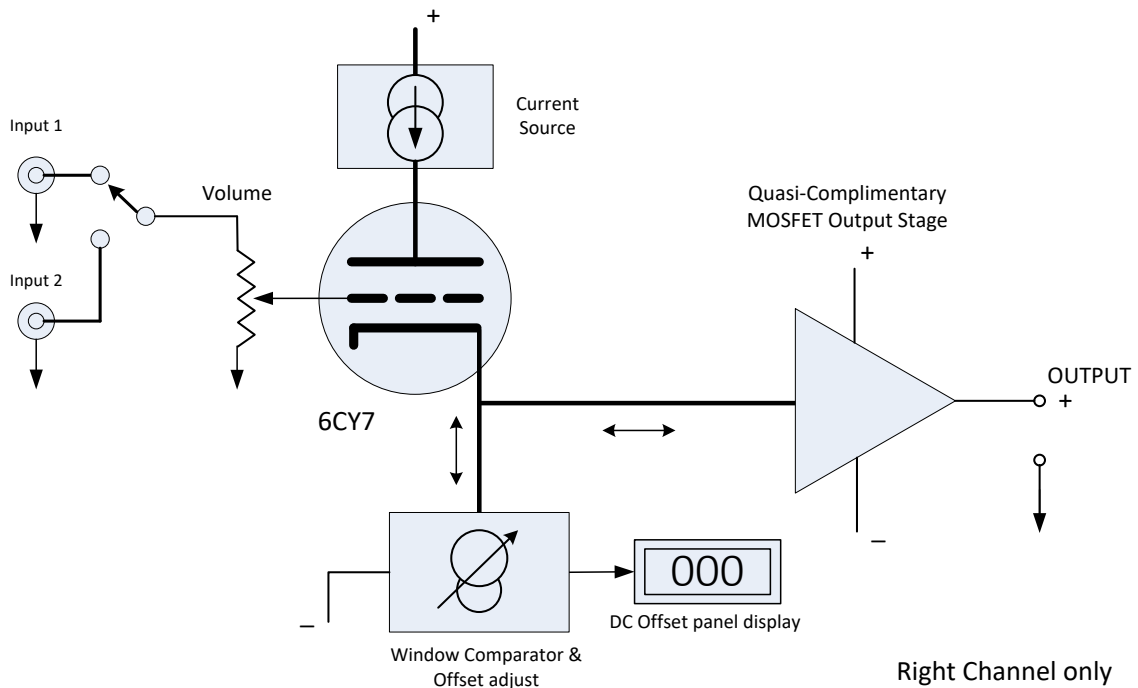 +
Current
Source
Input 1
Volume
Quasi-Complimentary
MOSFET Output Stage
+
Input 2
OUTPUT
+
6CY7
–
000
DC Offset panel display
–
Window Comparator &
Offset adjust
Right Channel only